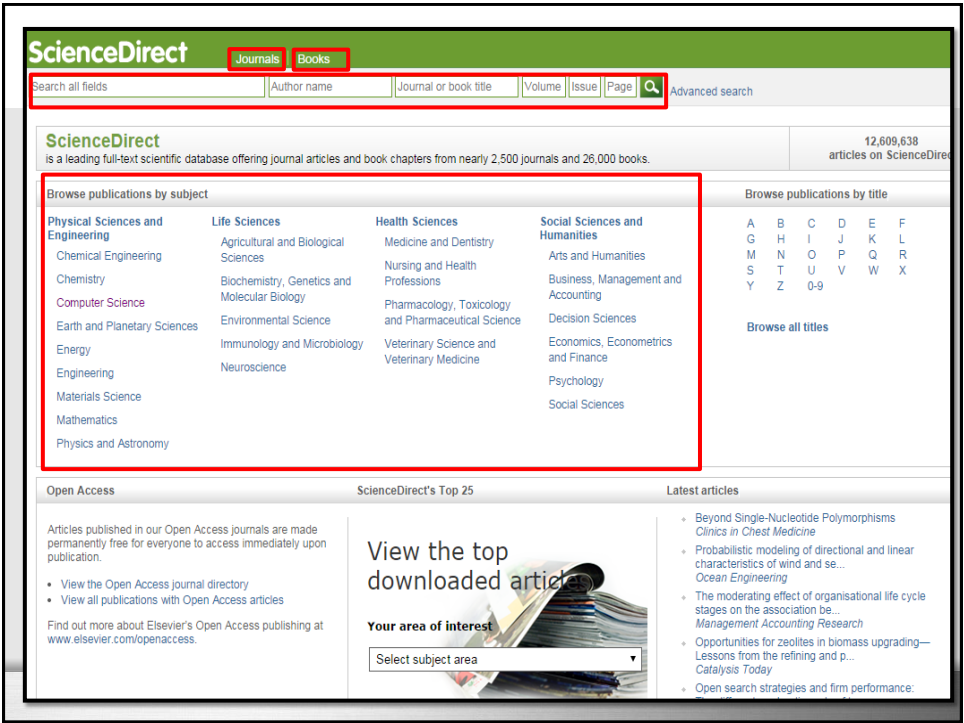 ScienceDirect
Journals Books
Search all fields Author name Journal or book title Volume Issue Page Advanced search
ScienceDirect
is a leading full-text scientific database offering journal articles and book chapters from nearly 2,500 journals and 26,000 books.
12,609,638
articles on ScienceDirec
Browse publications by subject
Physical Sciences and
Engineering
Chemical Engineering
Chemistry
Computer Science
Earth and Planetary Sciences
Energy
Engineering
Materials Science
Mathematics
Physics and Astronomy
Life Sciences
Agricultural and Biological
Sciences
Biochemistry, Genetics and
Molecular Biology
Environmental Science
Immunology and Microbiology
Neuroscience
Health Sciences
Medicine and Dentistry
Nursing and Health
Professions
Pharmacology, Toxicology
and Pharmaceutical Science
Veterinary Science and
Veterinary Medicine
Social Sciences and
Humanities
Arts and Humanities
Business, Management and
Accounting
Decision Sciences
Economics, Econometrics
and Finance
Psychology
Social Sciences
Browse publications by title
A B C D E F
G H I J K L
M N O P Q R
S T U V W X
Y Z 0-9
Browse all titles
Open Access
Articles published in our Open Access journals are made
permanently free for everyone to access immediately upon
publication.
• View the Open Access journal directory
• View all publications with Open Access articles
Find out more about Elsevier's Open Access publishing at
www.elsevier.com/openaccess.
ScienceDirect's Top 25
View the top
downloaded articles
Your area of interest
Select subject area
Latest articles
Beyond Single-Nucleotide Polymorphisms
Clinics in Chest Medicine
Probabilistic modeling of directional and linear
characteristics of wind and se...
Ocean Engineering
The moderating effect of organisational life cycle
stages on the association be...
Management Accounting Research
Opportunities for zeolites in biomass upgrading—
Lessons from the refining and p...
Catalysis Today
Open search strategies and firm performance: